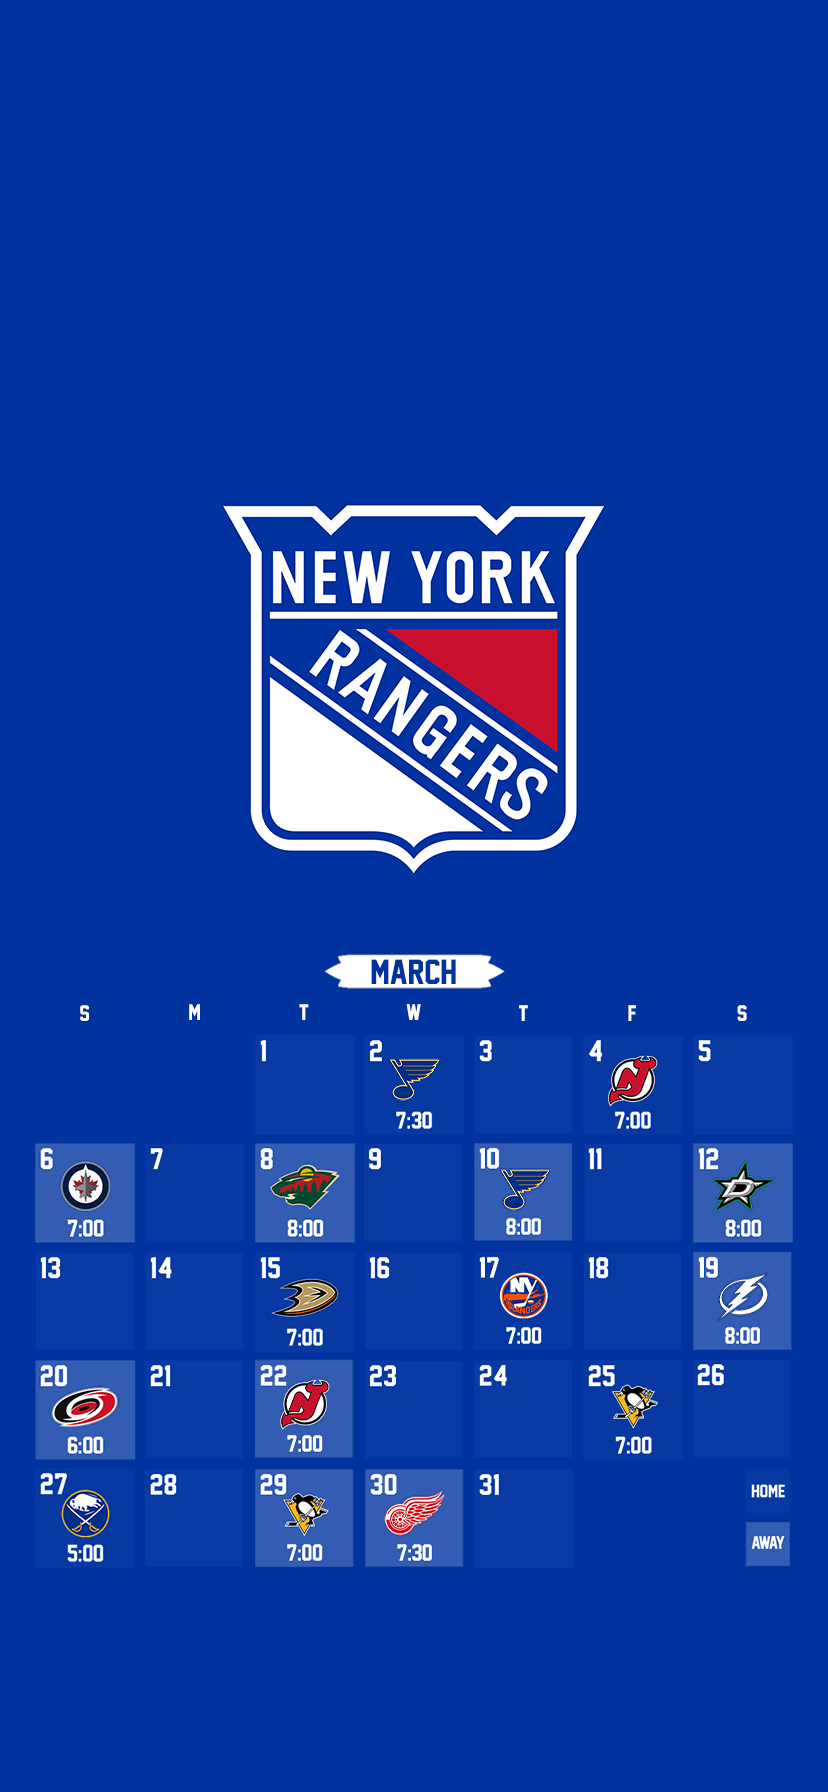 NEW YORK
RANGERS
MARCH
S M T W T F S
1 2 3 4 5
7:30 7:00
6 7 8 9 10 11 12
7:00 8:00 8:00 8:00
13 14 15 16 17 18 19
NY
7:00 7:00 8:00
20 21 22 23 24 25 26
6:00 7:00 7:00
27 28 29 30 31
HOME
AWAY
5:00 7:00 7:30